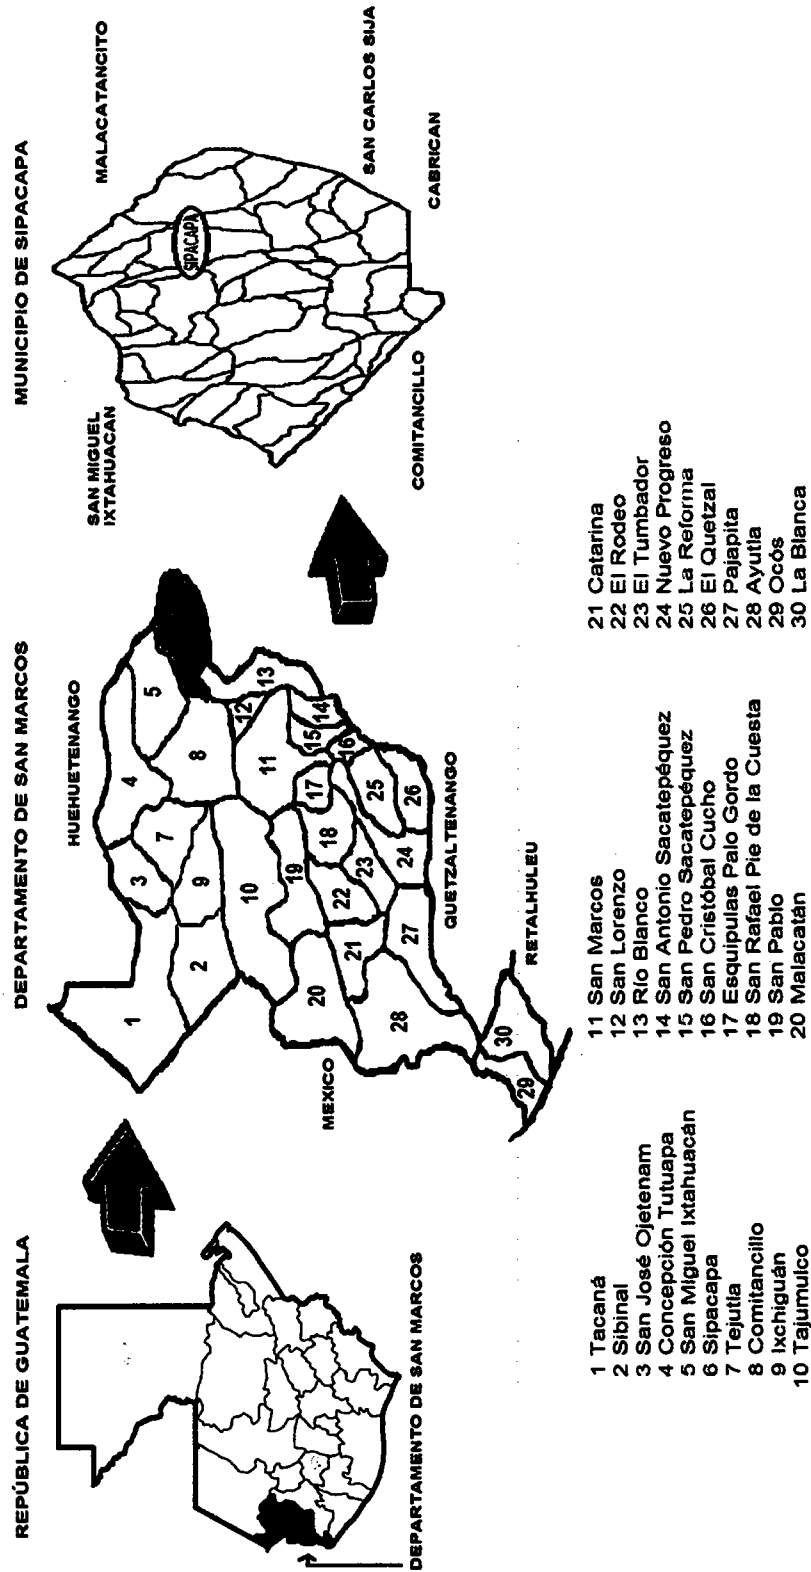 REPÚBLICA DE GUATEMALA
DEPARTAMENTO DE SAN MARCOS
DEPARTAMENTO DE SAN MARCOS
HUEHUETENANGO
MEXICO
QUETZALTENANGO
RETALHULEU
1
2
3
4
5
7
8
9
10
11
12
13
14
15
16
17
18
19
20
21
22
23
24
25
26
27
28
29
30
MUNICIPIO DE SIPACAPA
SAN MIGUEL
IXTAHUACAN
MALACATANCITO
SIPACAPA
SAN CARLOS SIJA
CABRICAN
COMITANCILLO
1 Tacaná
2 Sibinal
3 San José Ojetenam
4 Concepción Tutuapa
5 San Miguel Ixtahuacán
6 Sipacapa
7 Tejutla
8 Comitancillo
9 Ixchiguán
10 Tajumulco
11 San Marcos
12 San Lorenzo
13 Río Blanco
14 San Antonio Sacatepéquez
15 San Pedro Sacatepéquez
16 San Cristóbal Cucho
17 Esquipulas Palo Gordo
18 San Rafael Pie de la Cuesta
19 San Pablo
20 Malacatán
21 Catarina
22 El Rodeo
23 El Tumbador
24 Nuevo Progreso
25 La Reforma
26 El Quetzal
27 Pajapita
28 Ayutla
29 Ocós
30 La Blanca